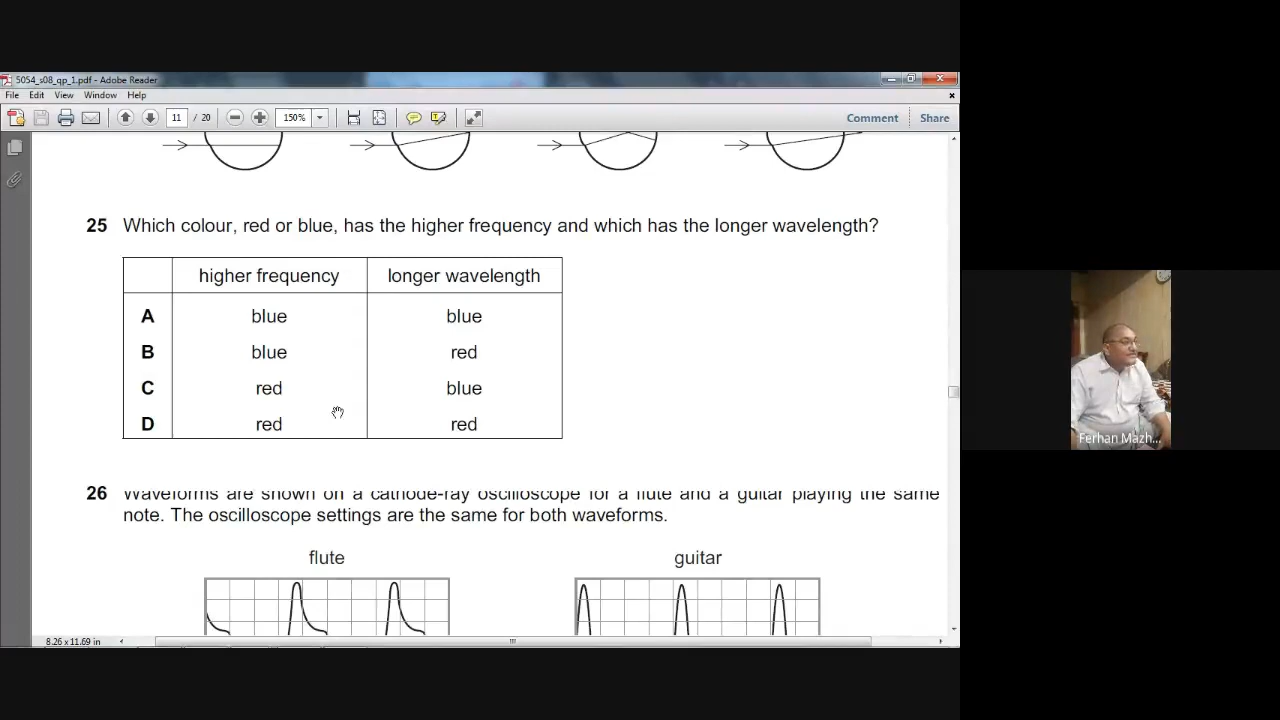 5054_s08_qp_1.pdf - Adobe Reader
File Edit View Window Help
11 / 20 150% Comment Share
25 Which colour, red or blue, has the higher frequency and which has the longer wavelength?
higher frequency longer wavelength
A blue blue
B blue red
C red blue
D red red
26 Waveforms are shown on a cathode-ray oscilloscope for a flute and a guitar playing the same
note. The oscilloscope settings are the same for both waveforms.
flute guitar
8.26 x 11.69 in
Ferhan Mazh...